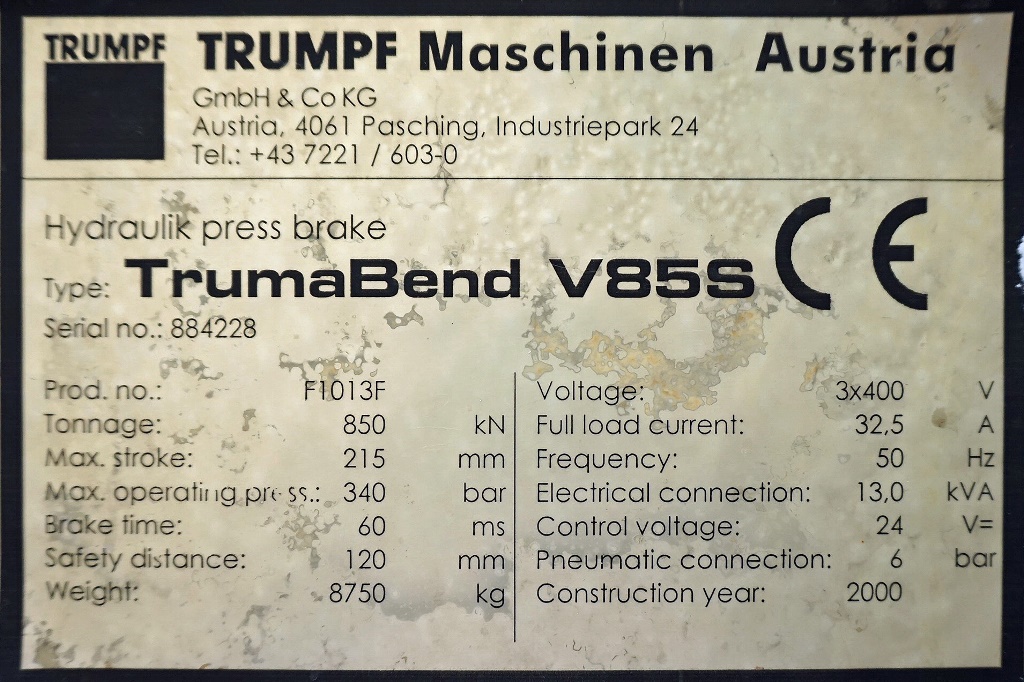 TRUMPF
TRUMPF Maschinen Austria
GmbH & Co KG
Austria, 4061 Pasching, Industriepark 24
Tel.: +43 7221 / 603-0
Hydraulik press brake
Type: TrumaBend V85S
CE
Serial no.: 884228
Prod. no.: F1013F
Tonnage: 850 kN
Max. stroke: 215 mm
Max. operating press.: 340 bar
Brake time: 60 ms
Safety distance: 120 mm
Weight: 8750 kg
Voltage: 3x400 V
Full load current: 32,5 A
Frequency: 50 Hz
Electrical connection: 13,0 kVA
Control voltage: 24 V=
Pneumatic connection: 6 bar
Construction year: 2000